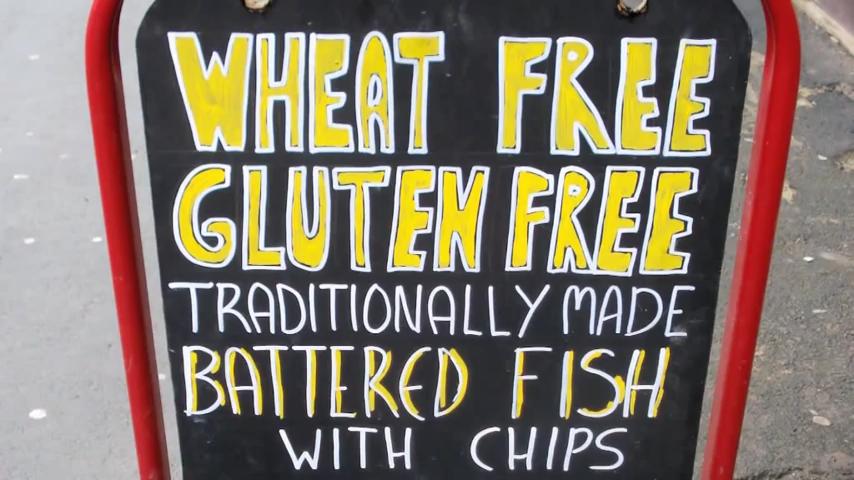 WHEAT FREE
GLUTEN FREE
TRADITIONALLY MADE
BATTERED FISH
WITH CHIPS